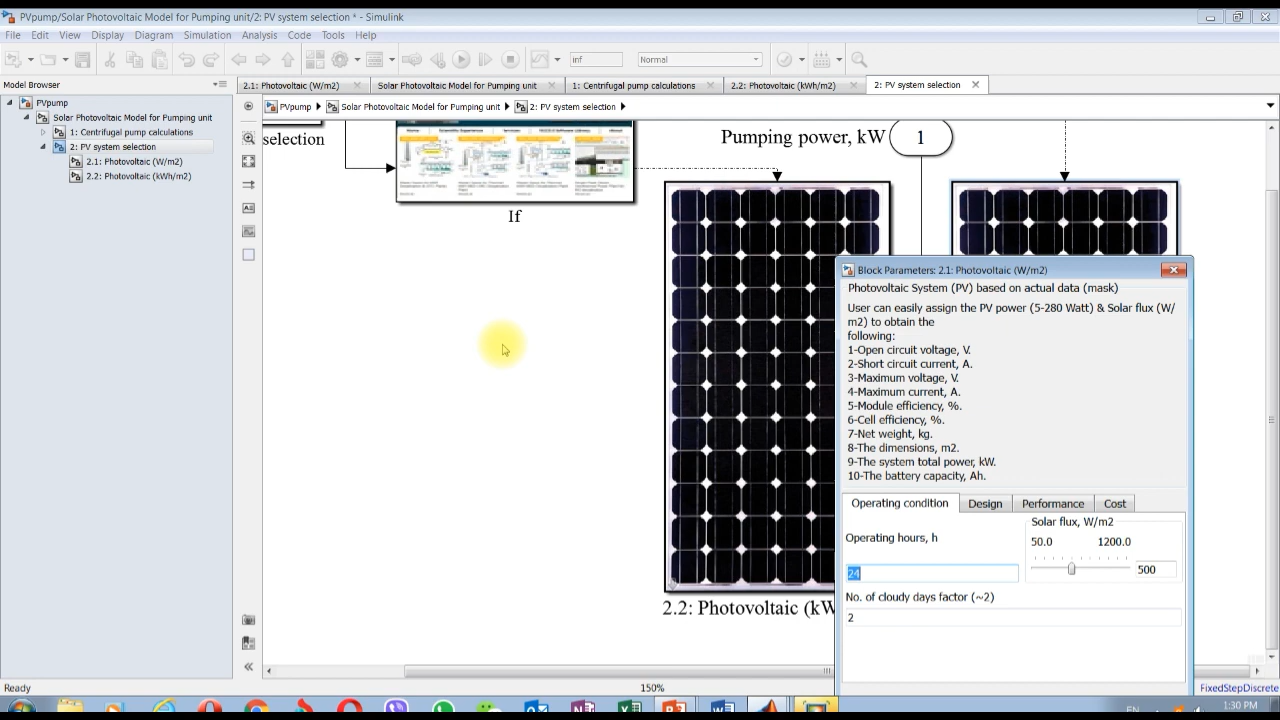 PVpump/Solar Photovoltaic Model for Pumping unit/2: PV system selection * - Simulink
File Edit View Display Diagram Simulation Analysis Code Tools Help
inf Normal
Model Browser
2.1: Photovoltaic (W/m2) Solar Photovoltaic Model for Pumping unit 1: Centrifugal pump calculations 2.2: Photovoltaic (kWh/m2) 2: PV system selection
PVpump Solar Photovoltaic Model for Pumping unit 2: PV system selection
PVpump
Solar Photovoltaic Model for Pumping unit
1: Centrifugal pump calculations
2: PV system selection
2.1: Photovoltaic (W/m2)
2.2: Photovoltaic (kWh/m2)
selection
Pumping power, kW 1
If
Block Parameters: 2.1: Photovoltaic (W/m2)
Photovoltaic System (PV) based on actual data (mask)
User can easily assign the PV power (5-280 Watt) & Solar flux (W/
m2) to obtain the
following:
1-Open circuit voltage, V.
2-Short circuit current, A.
3-Maximum voltage, V.
4-Maximum current, A.
5-Module efficiency, %.
6-Cell efficiency, %.
7-Net weight, kg.
8-The dimensions, m2.
9-The system total power, kW.
10-The battery capacity, Ah.
Operating condition Design Performance Cost
Solar flux, W/m2
Operating hours, h
50.0 1200.0
24
500
No. of cloudy days factor (~2)
2
2.2: Photovoltaic (kW
Ready
150%
FixedStepDiscrete
EN
1:30 PM